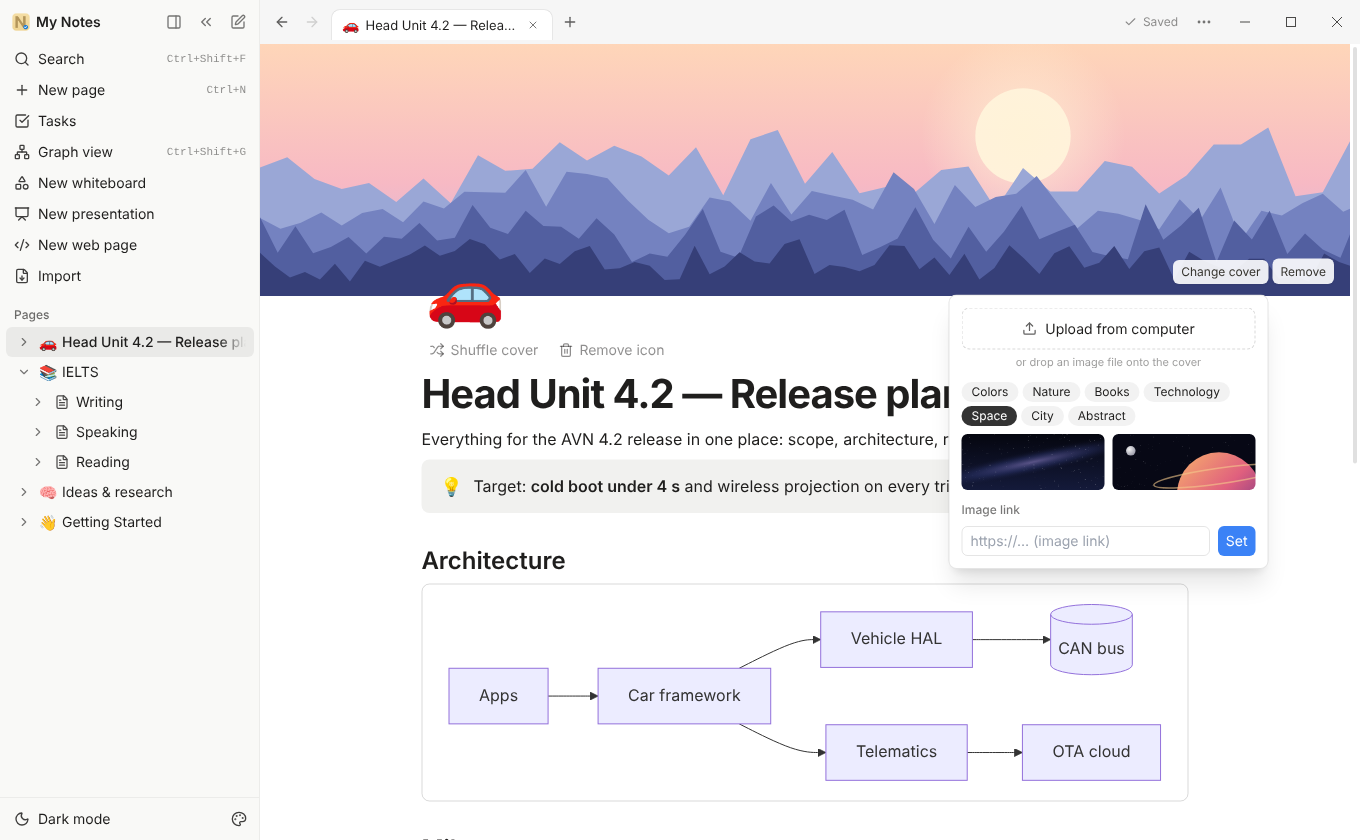 My Notes
Head Unit 4.2 — Relea...
Saved
Search Ctrl+Shift+F
New page Ctrl+N
Tasks
Graph view Ctrl+Shift+G
New whiteboard
New presentation
New web page
Import
Pages
Head Unit 4.2 — Release pl
IELTS
Writing
Speaking
Reading
Ideas & research
Getting Started
Dark mode
Change cover Remove
Shuffle cover Remove icon
Head Unit 4.2 — Release plan
Everything for the AVN 4.2 release in one place: scope, architecture,
Target: cold boot under 4 s and wireless projection on every
Upload from computer
or drop an image file onto the cover
Colors Nature Books Technology
Space City Abstract
Image link
https://... (image link) Set
Architecture
Apps
Car framework
Vehicle HAL
CAN bus
Telematics
OTA cloud